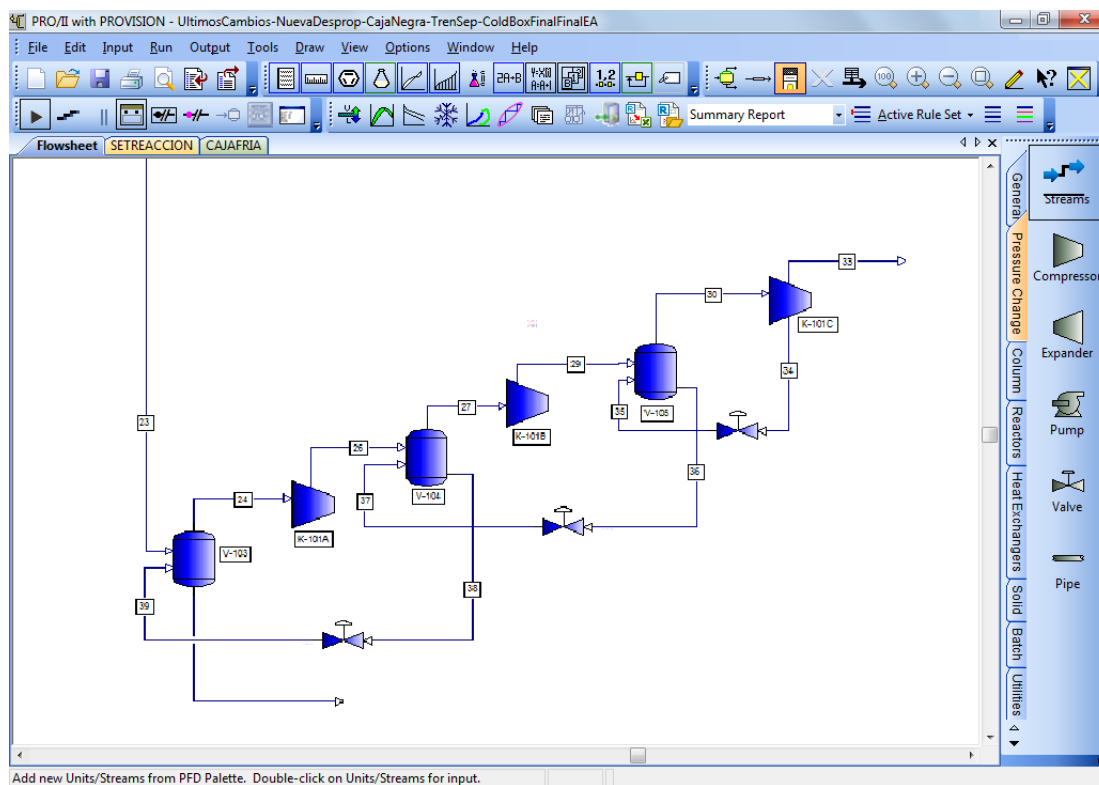 PRO/II with PROVISION - UltimosCambios-NuevaDesprop-CajaNegra-TrenSep-ColdBoxFinalFinalEA
File Edit Input Run Output Tools Draw View Options Window Help
2A+B
1.2
100
Summary Report
Active Rule Set
Flowsheet SETREACCION CAJAFRIA
General
Pressure Change
Column
Reactors
Heat Exchangers
Solid
Batch
Utilities
Streams
Compressor
Expander
Pump
Valve
Pipe
33
30
K-101C
29
34
35
V-105
27
K-101B
36
23
26
V-104
37
24
K-101A
V-103
38
39
Add new Units/Streams from PFD Palette. Double-click on Units/Streams for input.